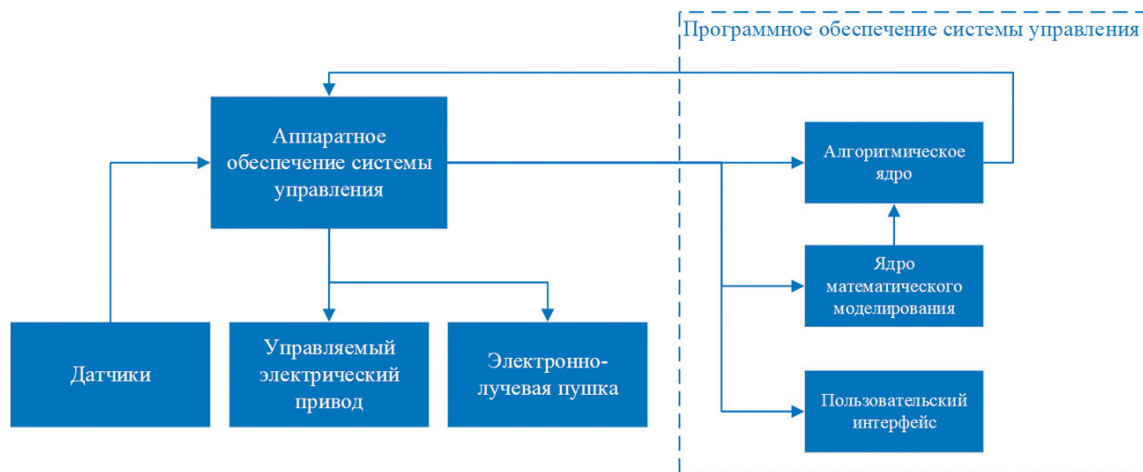 Программное обеспечение системы управления
Аппаратное
обеспечение системы
управления
Алгоритмическое
ядро
Ядро
математического
моделирования
Датчики
Управляемый
электрический
привод
Электронно-
лучевая пушка
Пользовательский
интерфейс